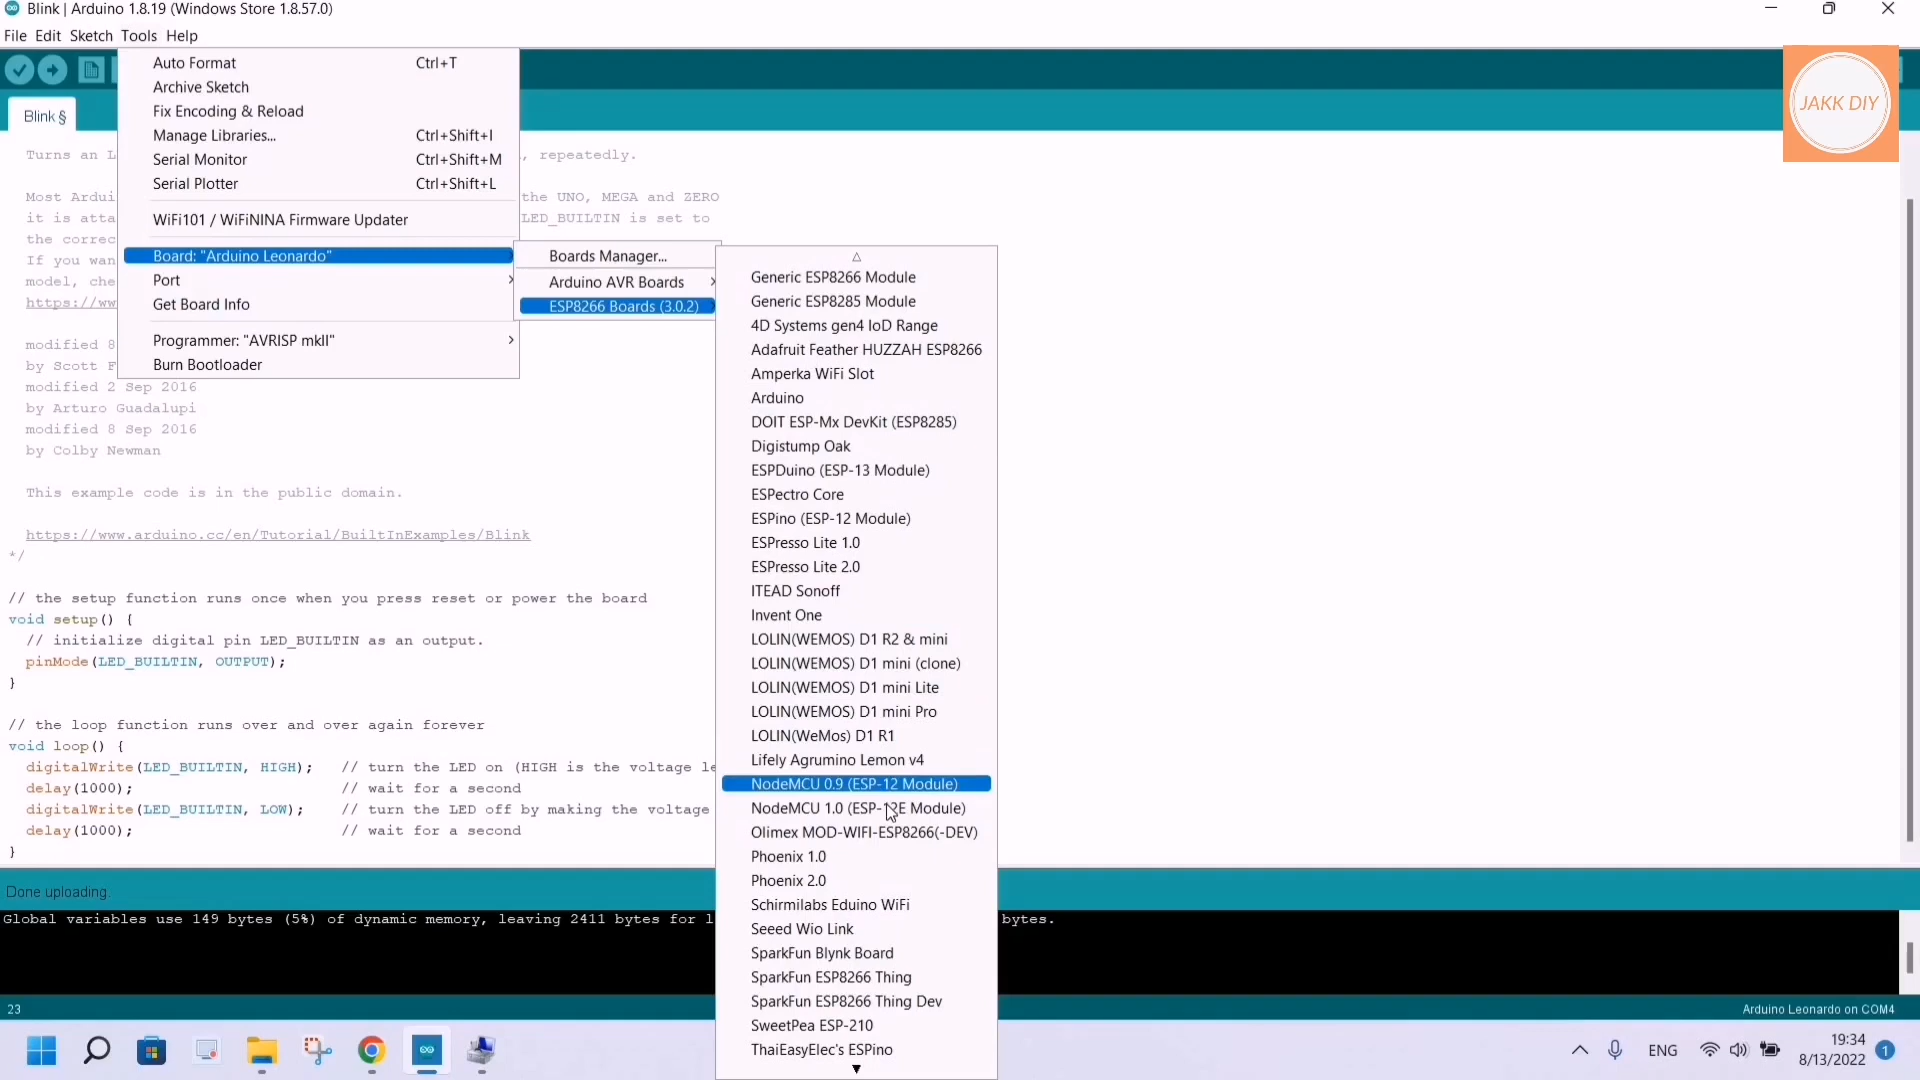 Blink | Arduino 1.8.19 (Windows Store 1.8.57.0)
File Edit Sketch Tools Help
Auto Format Ctrl+T
Archive Sketch
Fix Encoding & Reload
Manage Libraries... Ctrl+Shift+I
Serial Monitor Ctrl+Shift+M
Serial Plotter Ctrl+Shift+L
WiFi101 / WiFiNINA Firmware Updater
Board: "Arduino Leonardo"
Port
Get Board Info
Programmer: "AVRISP mkII"
Burn Bootloader
Boards Manager...
Arduino AVR Boards
ESP8266 Boards (3.0.2)
Generic ESP8266 Module
Generic ESP8285 Module
4D Systems gen4 IoD Range
Adafruit Feather HUZZAH ESP8266
Amperka WiFi Slot
Arduino
DOIT ESP-Mx DevKit (ESP8285)
Digistump Oak
ESPDuino (ESP-13 Module)
ESPectro Core
ESPino (ESP-12 Module)
ESPresso Lite 1.0
ESPresso Lite 2.0
ITEAD Sonoff
Invent One
LOLIN(WEMOS) D1 R2 & mini
LOLIN(WEMOS) D1 mini (clone)
LOLIN(WEMOS) D1 mini Lite
LOLIN(WEMOS) D1 mini Pro
LOLIN(WeMos) D1 R1
Lifely Agrumino Lemon v4
NodeMCU 0.9 (ESP-12 Module)
NodeMCU 1.0 (ESP-12E Module)
Olimex MOD-WIFI-ESP8266(-DEV)
Phoenix 1.0
Phoenix 2.0
Schirmilabs Eduino WiFi
Seeed Wio Link
SparkFun Blynk Board
SparkFun ESP8266 Thing
SparkFun ESP8266 Thing Dev
SweetPea ESP-210
ThaiEasyElec's ESPino
JAKK DIY
Blink §
Turns an L , repeatedly.
Most Ardui the UNO, MEGA and ZERO
it is atta LED_BUILTIN is set to
the correc
If you wan
model, che
https://ww
modified 8
by Scott F
modified 2 Sep 2016
by Arturo Guadalupi
modified 8 Sep 2016
by Colby Newman
This example code is in the public domain.
https://www.arduino.cc/en/Tutorial/BuiltInExamples/Blink
*/
// the setup function runs once when you press reset or power the board
void setup() {
// initialize digital pin LED_BUILTIN as an output.
pinMode(LED_BUILTIN, OUTPUT);
}
// the loop function runs over and over again forever
void loop() {
digitalWrite(LED_BUILTIN, HIGH); // turn the LED on (HIGH is the voltage le
delay(1000); // wait for a second
digitalWrite(LED_BUILTIN, LOW); // turn the LED off by making the voltage
delay(1000); // wait for a second
}
Done uploading.
Global variables use 149 bytes (5%) of dynamic memory, leaving 2411 bytes for l bytes.
23 Arduino Leonardo on COM4
ENG 19:34
8/13/2022 1